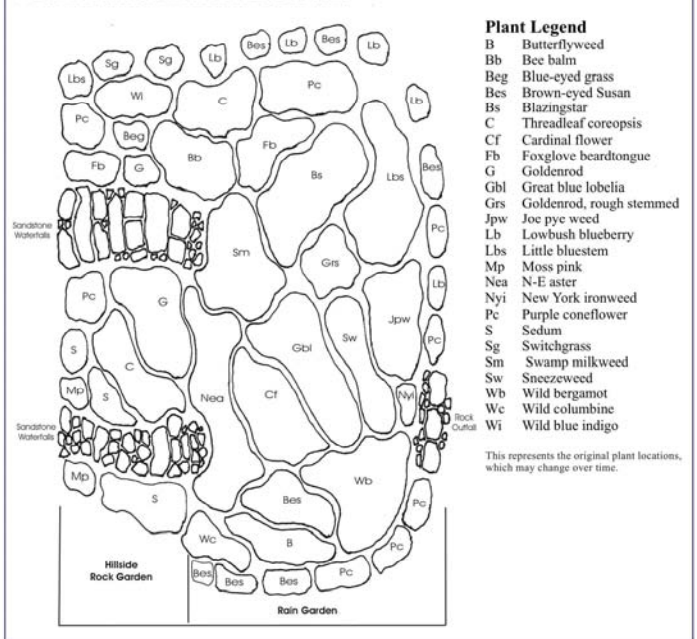 Bes
Lb
Bes
Lb
Sg
Sg
Lb
Lbs
Pc
Wi
C
Lb
Pc
Beg
Fb
Bb
Fb
G
Bs
Lbs
Bes
Sandstone
Waterfalls
Pc
Sm
Grs
Lb
Pc
G
Jpw
Sw
Gbl
Pc
S
C
Mp
S
Nea
Cf
Nyi
Sandstone
Waterfalls
Rock
Outfall
Mp
Wb
S
Bes
Pc
Wc
B
Pc
Bes
Bes
Bes
Pc
Hillside
Rock Garden
Rain Garden
Plant Legend
B Butterflyweed
Bb Bee balm
Beg Blue-eyed grass
Bes Brown-eyed Susan
Bs Blazingstar
C Threadleaf coreopsis
Cf Cardinal flower
Fb Foxglove beardtongue
G Goldenrod
Gbl Great blue lobelia
Grs Goldenrod, rough stemmed
Jpw Joe pye weed
Lb Lowbush blueberry
Lbs Little bluestem
Mp Moss pink
Nea N-E aster
Nyi New York ironweed
Pc Purple coneflower
S Sedum
Sg Switchgrass
Sm Swamp milkweed
Sw Sneezeweed
Wb Wild bergamot
Wc Wild columbine
Wi Wild blue indigo
This represents the original plant locations,
which may change over time.